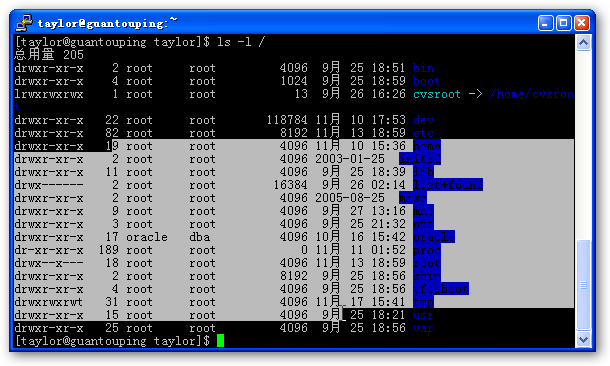 taylor@guantouping:~
[taylor@guantouping taylor]$ ls -l /
总用量 205
drwxr-xr-x 2 root root 4096 9月 25 18:51 bin
drwxr-xr-x 4 root root 1024 9月 25 18:59 boot
lrwxrwxrwx 1 root root 13 9月 26 16:26 cvsroot -> /home/cvsroo
t
drwxr-xr-x 22 root root 118784 11月 10 17:53 dev
drwxr-xr-x 82 root root 8192 11月 13 18:59 etc
drwxr-xr-x 19 root root 4096 11月 10 15:36 home
drwxr-xr-x 2 root root 4096 2003-01-25 initrd
drwxr-xr-x 11 root root 4096 9月 25 18:39 lib
drwx------ 2 root root 16384 9月 26 02:14 lost+found
drwxr-xr-x 2 root root 4096 2005-08-25 misc
drwxr-xr-x 9 root root 4096 9月 27 13:16 mnt
drwxr-xr-x 3 root root 4096 9月 25 21:32 opt
drwxr-xr-x 17 oracle dba 4096 10月 16 15:42 oracle
dr-xr-xr-x 189 root root 0 11月 11 01:52 proc
drwxr-x--- 18 root root 4096 11月 13 18:59 root
drwxr-xr-x 2 root root 8192 9月 25 18:56 sbin
drwxr-xr-x 4 root root 4096 9月 25 18:56 tftpboot
drwxrwxrwt 31 root root 4096 11月 17 15:41 tmp
drwxr-xr-x 15 root root 4096 9月 25 18:21 usr
drwxr-xr-x 25 root root 4096 9月 25 18:56 var
[taylor@guantouping taylor]$